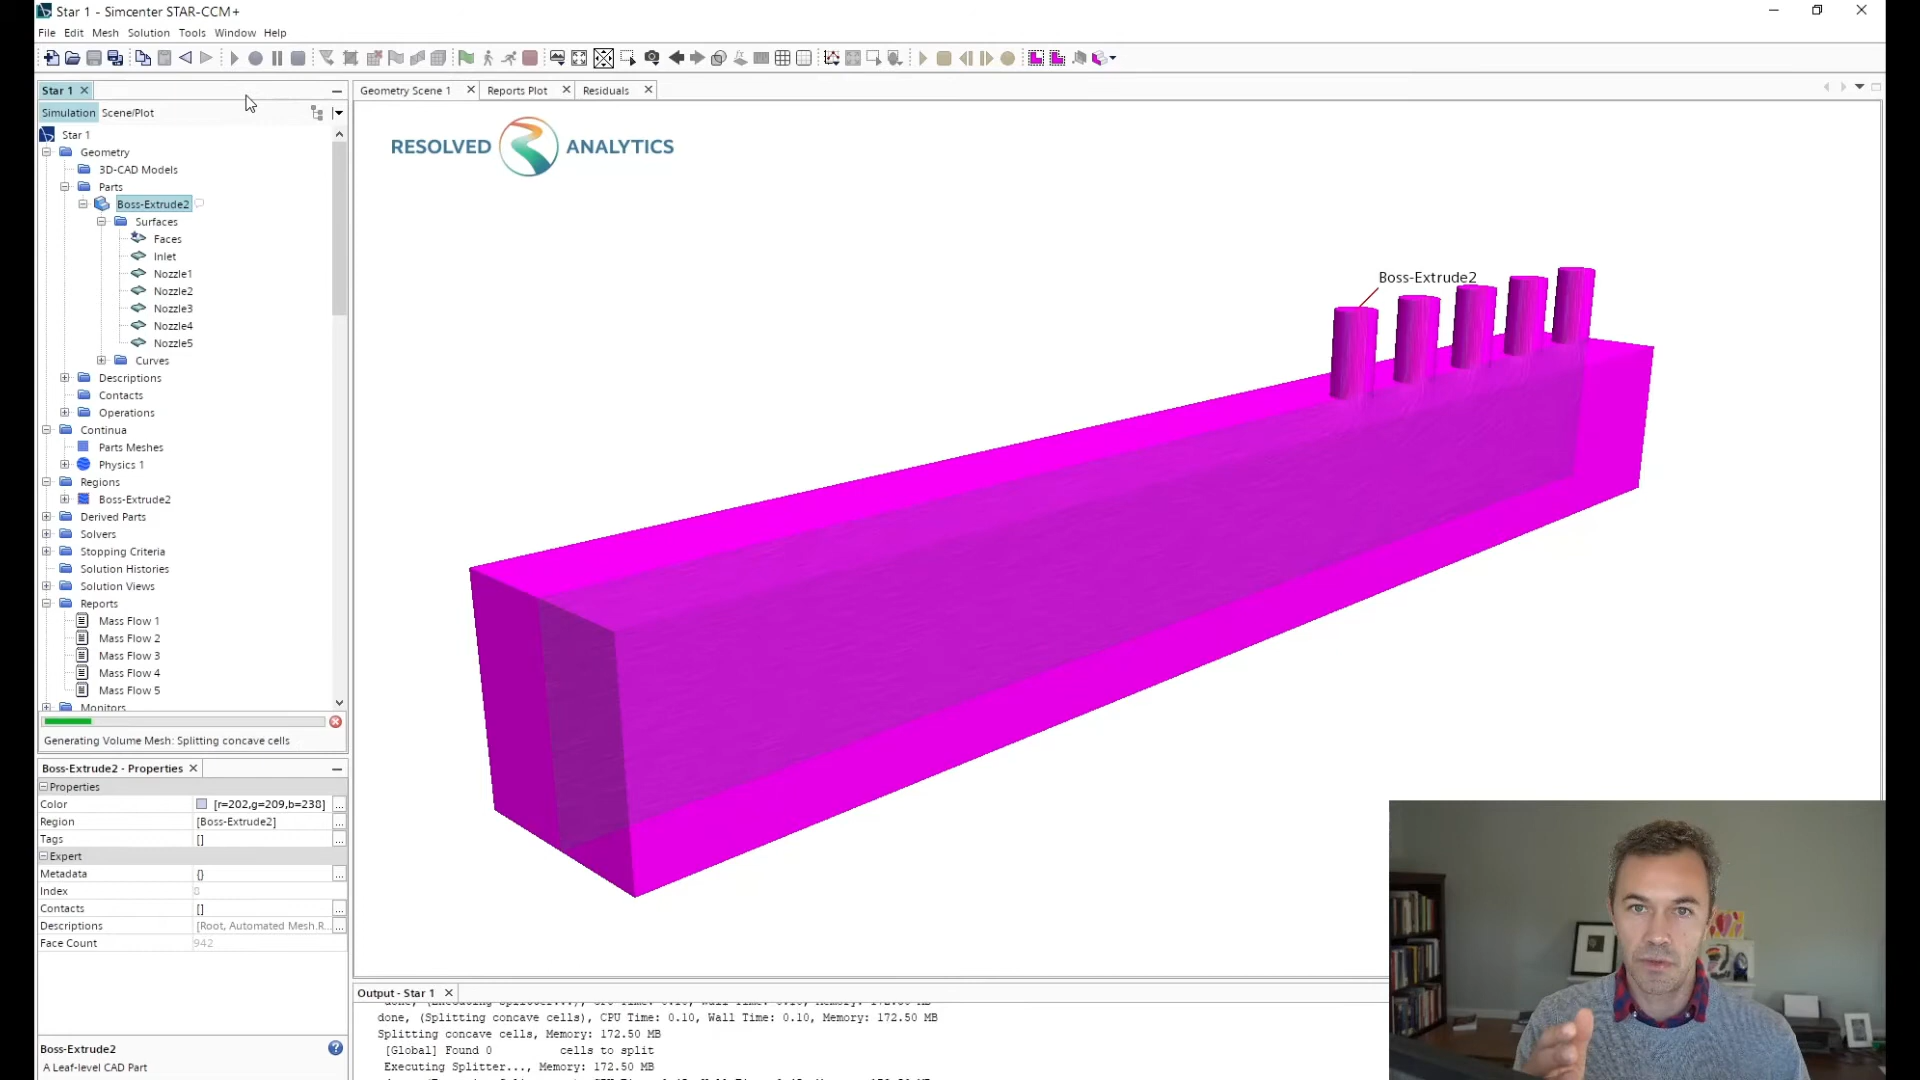 Star 1 - Simcenter STAR-CCM+
File Edit Mesh Solution Tools Window Help
Star 1
Simulation Scene/Plot
Star 1
Geometry
3D-CAD Models
Parts
Boss-Extrude2
Surfaces
Faces
Inlet
Nozzle1
Nozzle2
Nozzle3
Nozzle4
Nozzle5
Curves
Descriptions
Contacts
Operations
Continua
Parts Meshes
Physics 1
Regions
Boss-Extrude2
Derived Parts
Solvers
Stopping Criteria
Solution Histories
Solution Views
Reports
Mass Flow 1
Mass Flow 2
Mass Flow 3
Mass Flow 4
Mass Flow 5
Monitors
Generating Volume Mesh: Splitting concave cells
Boss-Extrude2 - Properties
Properties
Color [r=202,g=209,b=238] ...
Region [Boss-Extrude2] ...
Tags [] ...
Expert
Metadata {} ...
Index 8
Contacts [] ...
Descriptions [Root, Automated Mesh.R... ...
Face Count 942
Boss-Extrude2
A Leaf-level CAD Part
Geometry Scene 1 Reports Plot Residuals
RESOLVED ANALYTICS
Boss-Extrude2
Output - Star 1
done, (Splitting concave cells), CPU Time: 0.10, Wall Time: 0.10, Memory: 172.50 MB
Splitting concave cells, Memory: 172.50 MB
[Global] Found 0 cells to split
Executing Splitter..., Memory: 172.50 MB